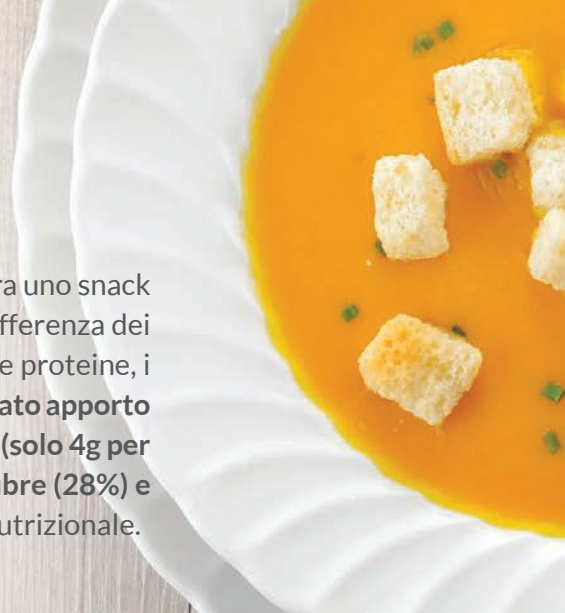 ra uno snack
fferenza dei
e proteine, i
ato apporto
(solo 4g per
bre (28%) e
utrizionale.